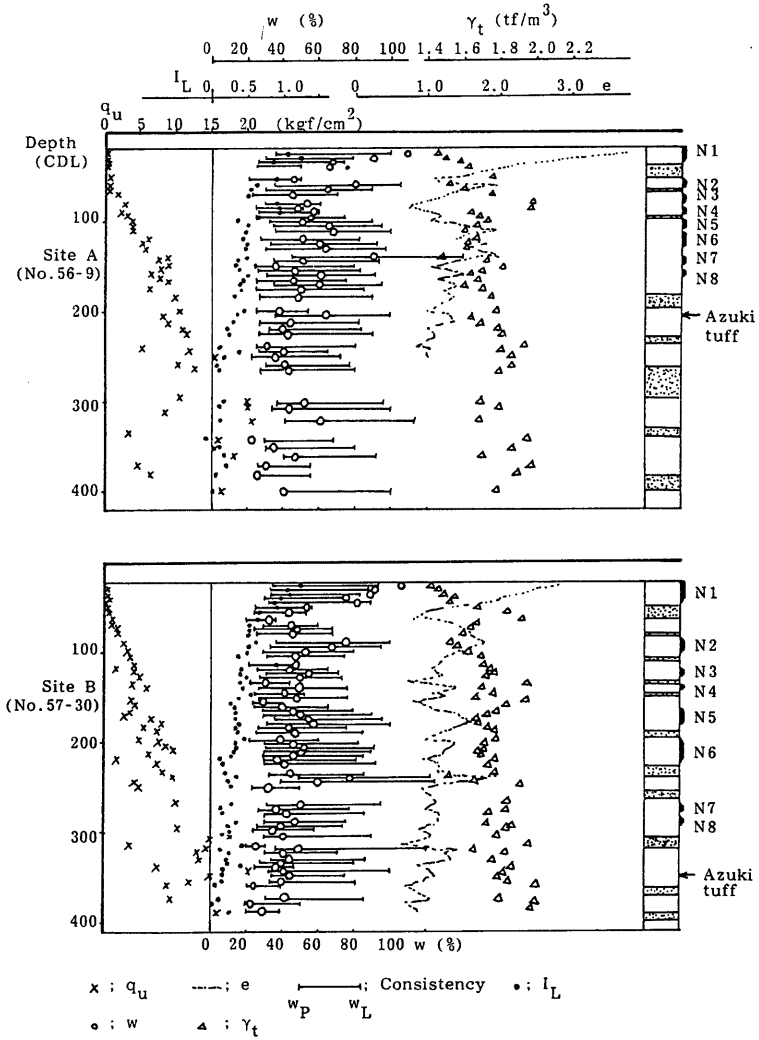 w (%) γt (tf/m3)
0 20 40 60 80 100 1.4 1.6 1.8 2.0 2.2
IL 0 0.5 1.0 0 1.0 2.0 3.0 e
qu
0 5 10 15 20 (kgf/cm2)
Depth
(CDL)
N1
N2
N3
100 N4
N5
Site A N6
(No.56-9) N7
N8
200 Azuki
tuff
300
400
N1
100 N2
Site B N3
(No.57-30) N4
N5
200 N6
N7
300 N8
Azuki
tuff
400
0 20 40 60 80 100 w (%)
x ; qu ; e ; Consistency ; IL
wP wL
o ; w △ ; γt